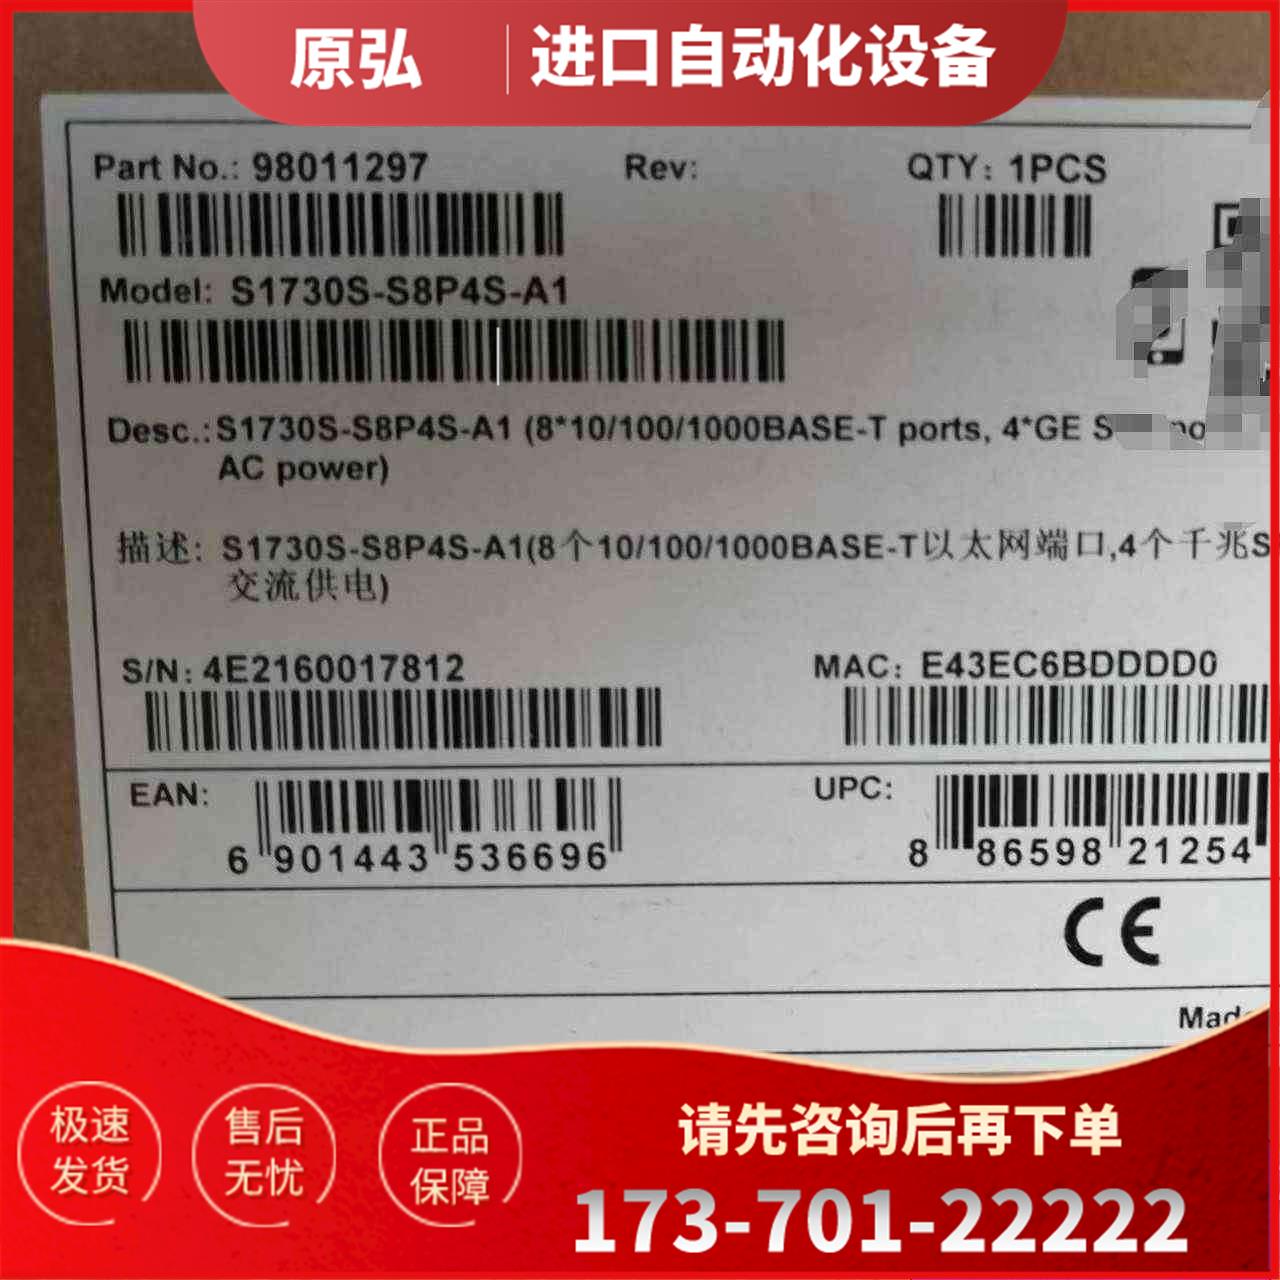 原弘 进口自动化设备
Part No.: 98011297 Rev: QTY: 1PCS
Model: S1730S-S8P4S-A1
Desc.: S1730S-S8P4S-A1 (8*10/100/1000BASE-T ports, 4*GE
AC power)
描述: S1730S-S8P4S-A1(8个10/100/1000BASE-T以太网端口,4个千兆S
交流供电)
S/N: 4E2160017812 MAC: E43EC6BDDDD0
EAN: UPC:
6 901443 536696 8 86598 21254
CE
极速
发货
售后
无忧
正品
保障
请先咨询后再下单
173-701-22222